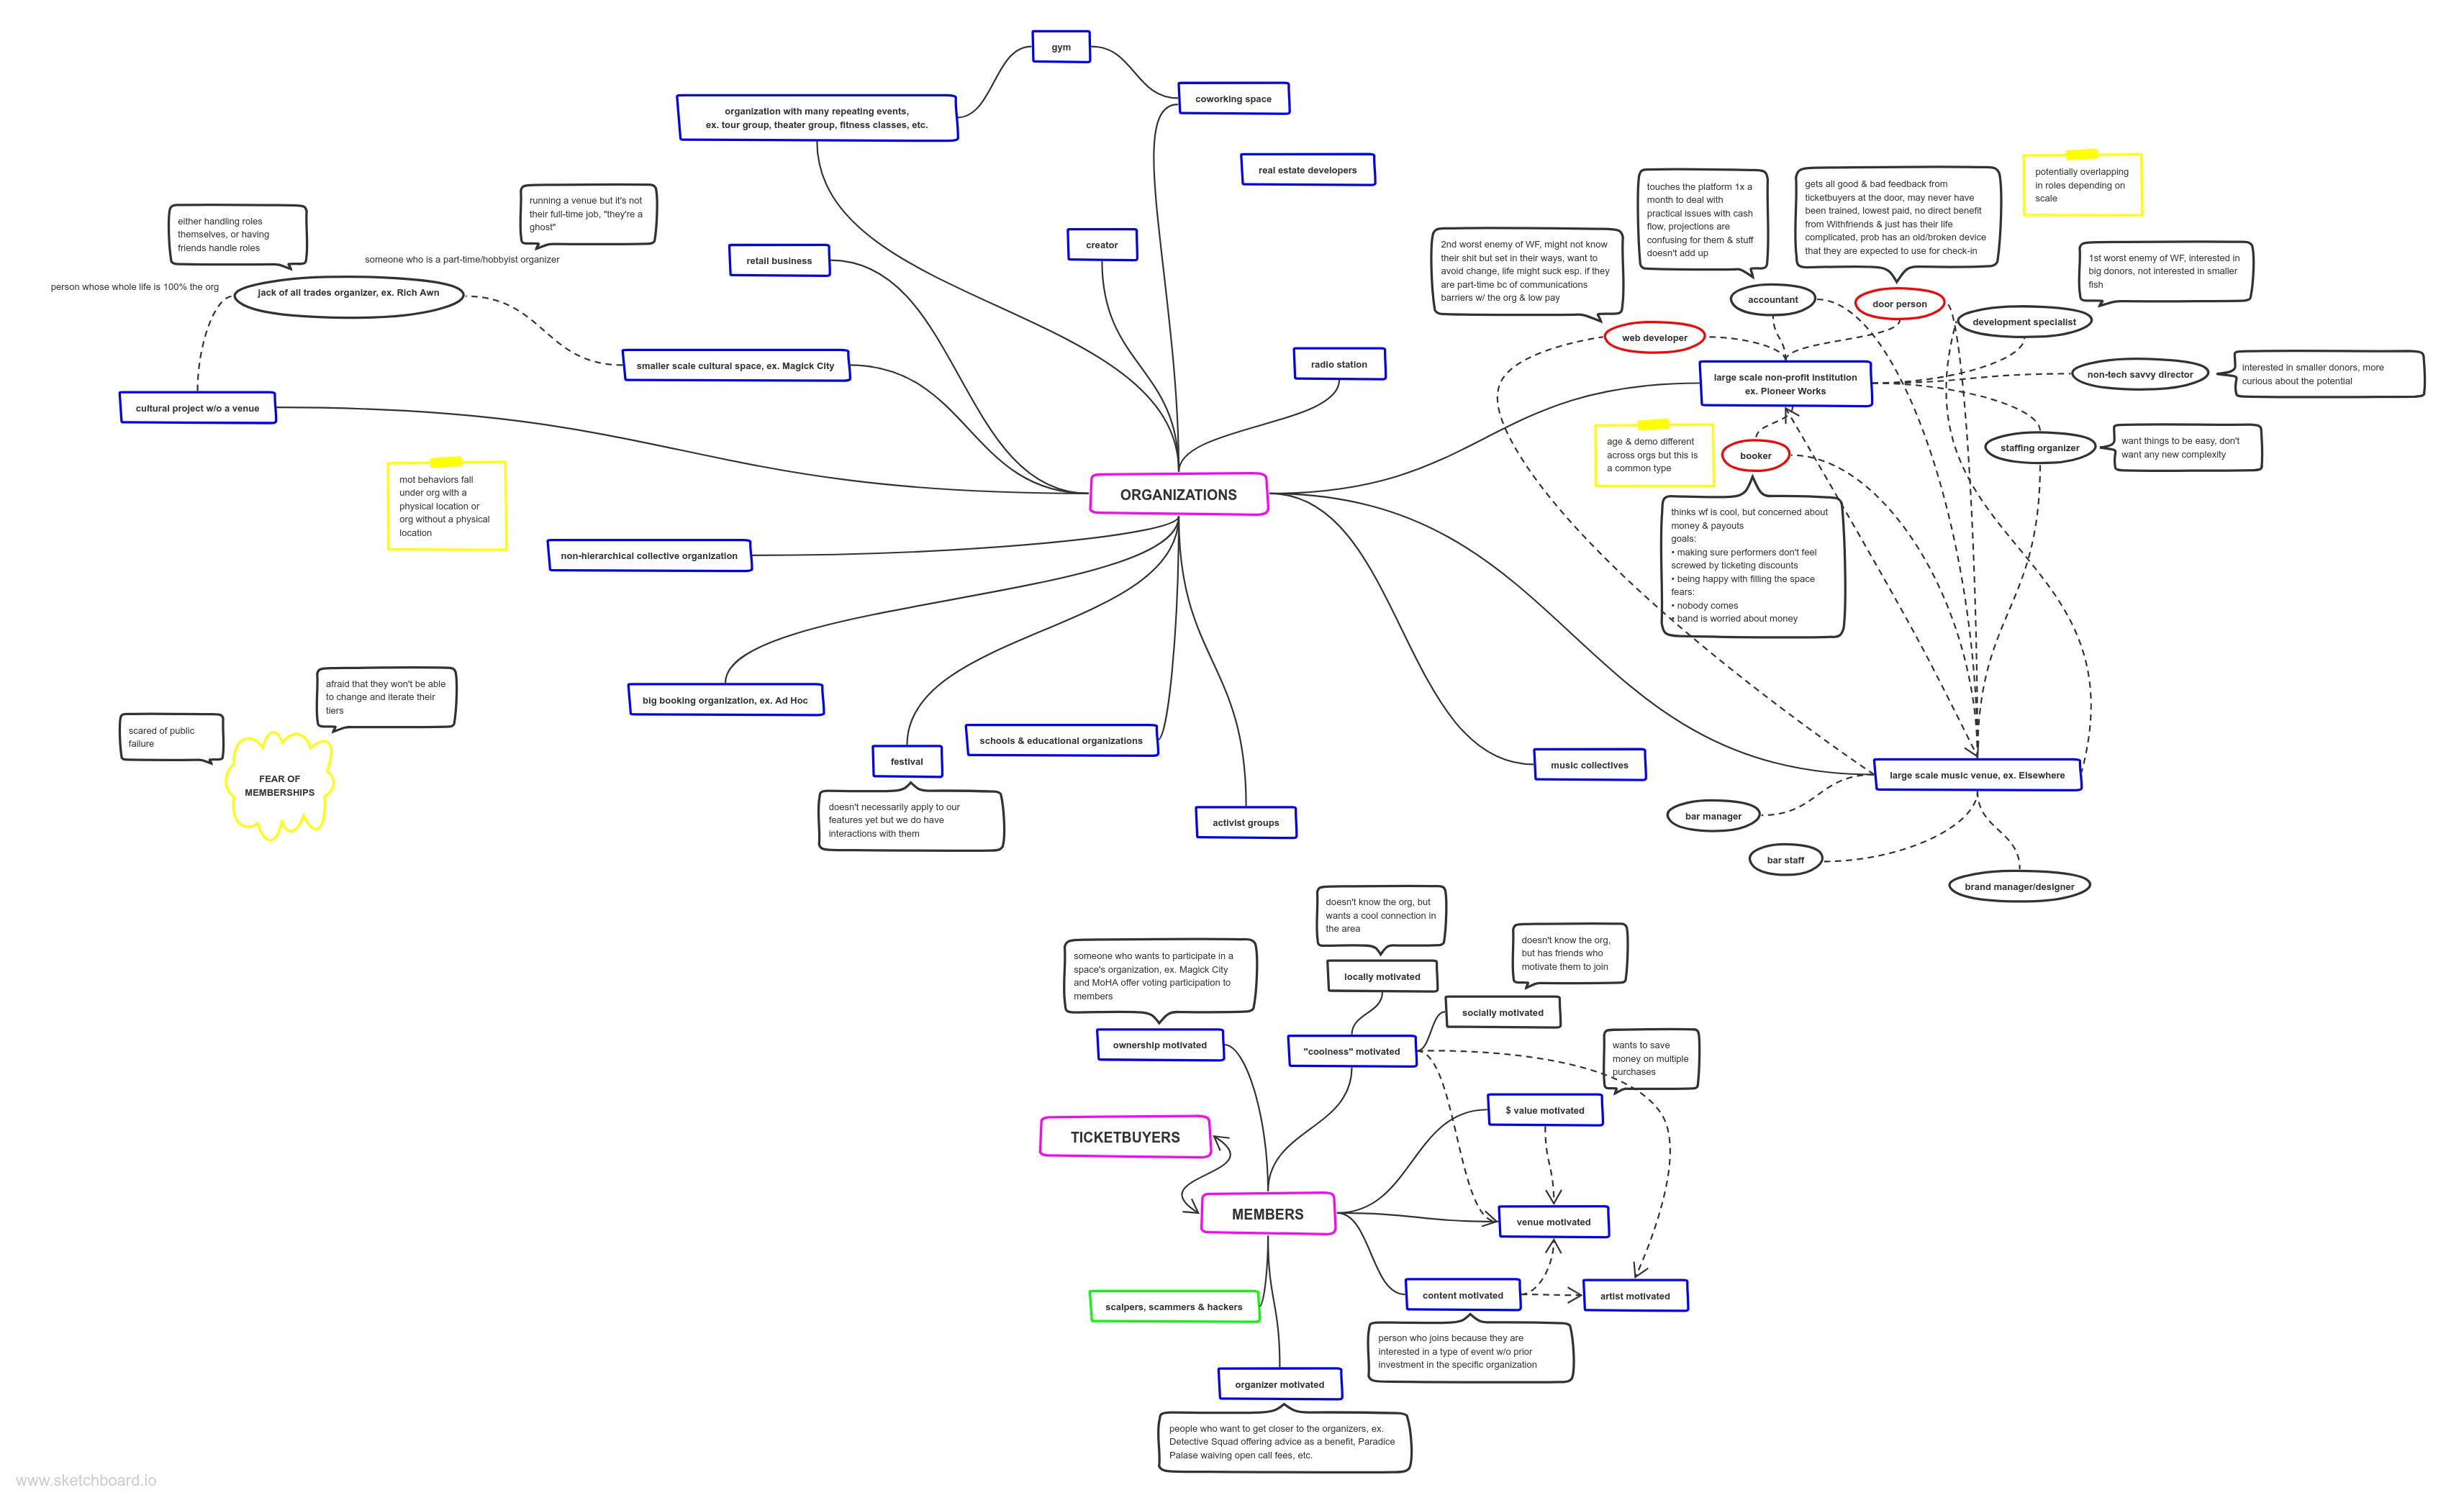 gym
coworking space
organization with many repeating events,
ex. tour group, theater group, fitness classes, etc.
real estate developers
running a venue but it's not
their full-time job, "they're a
ghost"
either handling roles
themselves, or having
friends handle roles
someone who is a part-time/hobbyist organizer
person whose whole life is 100% the org
jack of all trades organizer, ex. Rich Awn
retail business
creator
smaller scale cultural space, ex. Magick City
radio station
cultural project w/o a venue
mot behaviors fall
under org with a
physical location or
org without a physical
location
ORGANIZATIONS
non-hierarchical collective organization
big booking organization, ex. Ad Hoc
festival
doesn't necessarily apply to our
features yet but we do have
interactions with them
schools & educational organizations
activist groups
music collectives
afraid that they won't be able
to change and iterate their
tiers
scared of public
failure
FEAR OF
MEMBERSHIPS
2nd worst enemy of WF, might not know
their shit but set in their ways, want to
avoid change, life might suck esp. if they
are part-time bc of communications
barriers w/ the org & low pay
touches the platform 1x a
month to deal with
practical issues with cash
flow, projections are
confusing for them & stuff
doesn't add up
gets all good & bad feedback from
ticketbuyers at the door, may never have
been trained, lowest paid, no direct benefit
from Withfriends & just has their life
complicated, prob has an old/broken device
that they are expected to use for check-in
potentially overlapping
in roles depending on
scale
1st worst enemy of WF, interested in
big donors, not interested in smaller
fish
accountant
door person
development specialist
web developer
large scale non-profit institution
ex. Pioneer Works
non-tech savvy director
interested in smaller donors, more
curious about the potential
age & demo different
across orgs but this is
a common type
booker
staffing organizer
want things to be easy, don't
want any new complexity
thinks wf is cool, but concerned about
money & payouts
goals:
• making sure performers don't feel
screwed by ticketing discounts
• being happy with filling the space
fears:
• nobody comes
• band is worried about money
large scale music venue, ex. Elsewhere
bar manager
bar staff
brand manager/designer
doesn't know the org, but
wants a cool connection in
the area
locally motivated
doesn't know the org,
but has friends who
motivate them to join
socially motivated
someone who wants to participate in a
space's organization, ex. Magick City
and MoHA offer voting participation to
members
ownership motivated
"coolness" motivated
wants to save
money on multiple
purchases
$ value motivated
TICKETBUYERS
MEMBERS
venue motivated
content motivated
artist motivated
person who joins because they are
interested in a type of event w/o prior
investment in the specific organization
scalpers, scammers & hackers
organizer motivated
people who want to get closer to the organizers, ex.
Detective Squad offering advice as a benefit, Paradice
Palase waiving open call fees, etc.
www.sketchboard.io